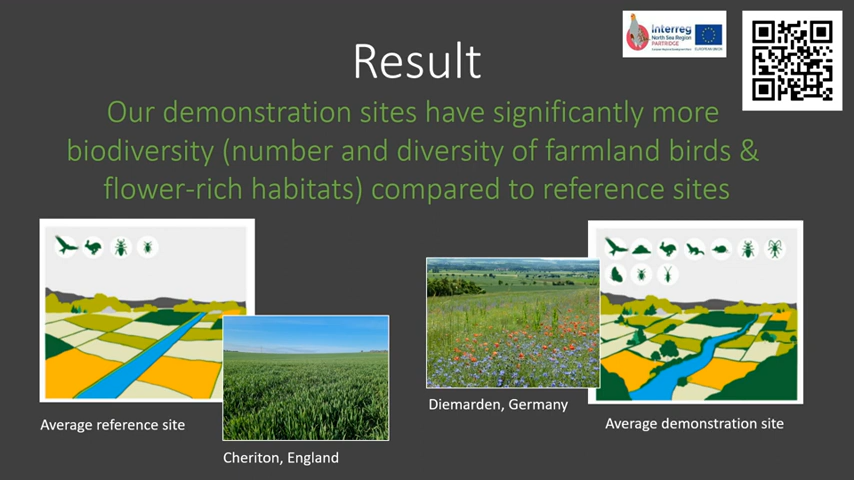 Interreg
North Sea Region
PARTRIDGE
EUROPEAN UNION
Result
Our demonstration sites have significantly more
biodiversity (number and diversity of farmland birds &
flower-rich habitats) compared to reference sites
Average reference site
Cheriton, England
Diemarden, Germany
Average demonstration site